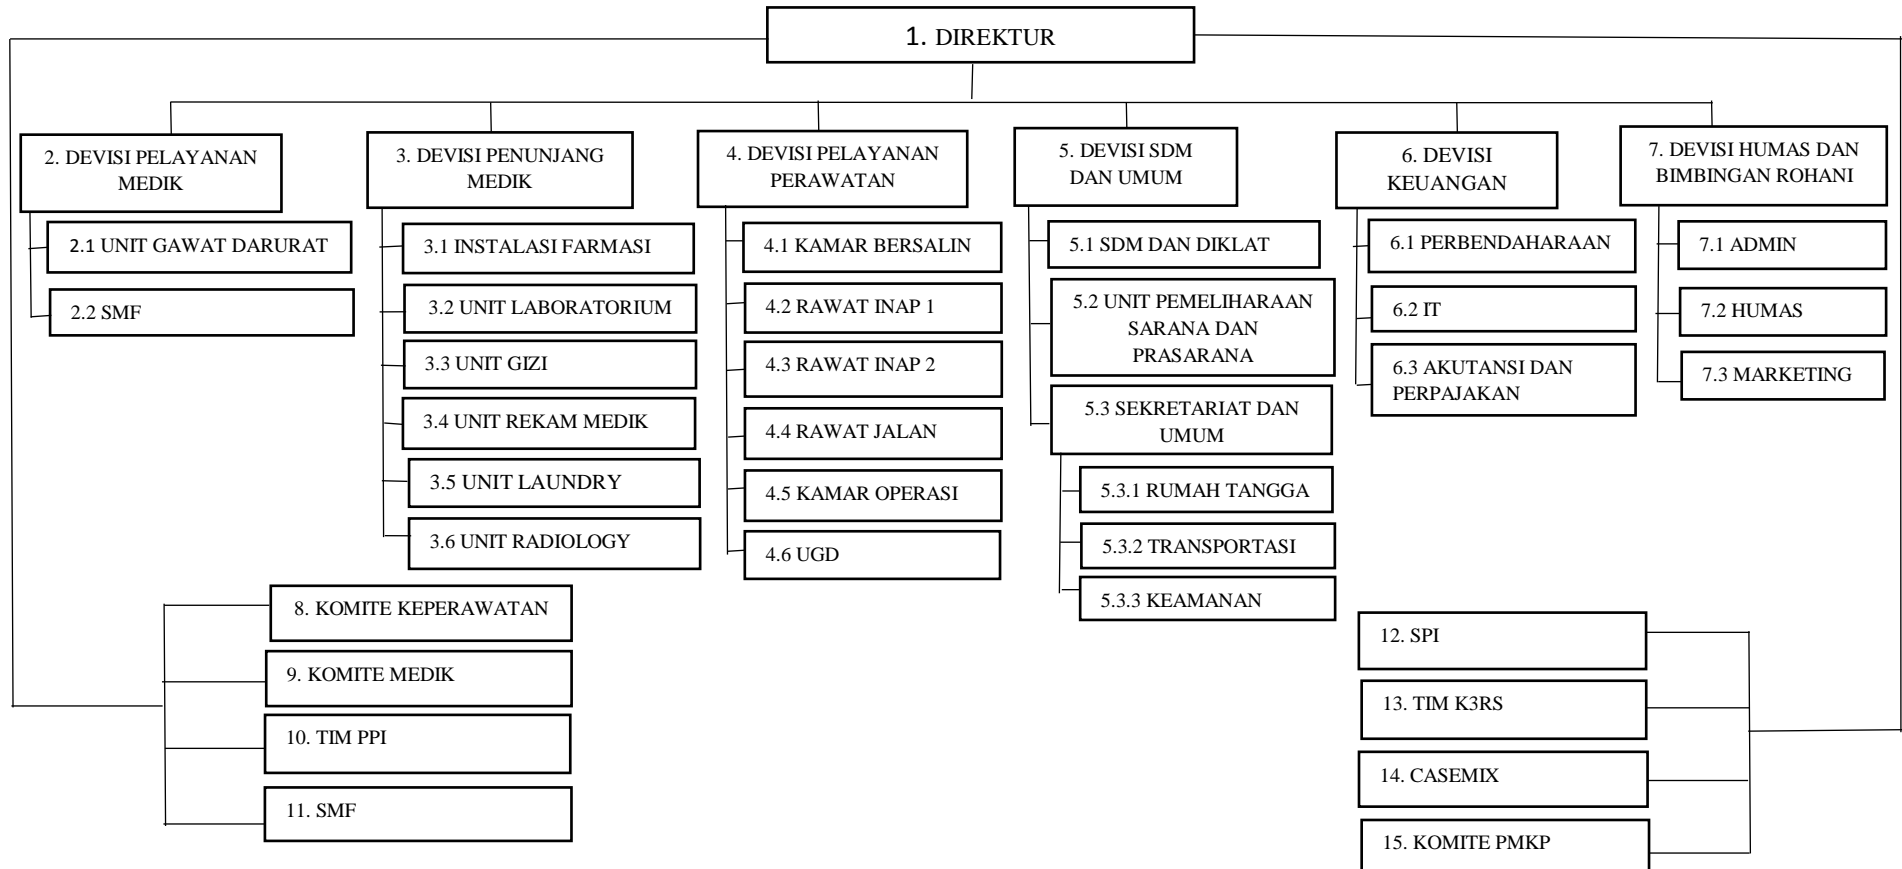 1. DIREKTUR
2. DEVISI PELAYANAN
MEDIK
2.1 UNIT GAWAT DARURAT
2.2 SMF
3. DEVISI PENUNJANG
MEDIK
3.1 INSTALASI FARMASI
3.2 UNIT LABORATORIUM
3.3 UNIT GIZI
3.4 UNIT REKAM MEDIK
3.5 UNIT LAUNDRY
3.6 UNIT RADIOLOGY
4. DEVISI PELAYANAN
PERAWATAN
4.1 KAMAR BERSALIN
4.2 RAWAT INAP 1
4.3 RAWAT INAP 2
4.4 RAWAT JALAN
4.5 KAMAR OPERASI
4.6 UGD
5. DEVISI SDM
DAN UMUM
5.1 SDM DAN DIKLAT
5.2 UNIT PEMELIHARAAN
SARANA DAN
PRASARANA
5.3 SEKRETARIAT DAN
UMUM
5.3.1 RUMAH TANGGA
5.3.2 TRANSPORTASI
5.3.3 KEAMANAN
6. DEVISI
KEUANGAN
6.1 PERBENDAHARAAN
6.2 IT
6.3 AKUTANSI DAN
PERPAJAKAN
7. DEVISI HUMAS DAN
BIMBINGAN ROHANI
7.1 ADMIN
7.2 HUMAS
7.3 MARKETING
8. KOMITE KEPERAWATAN
9. KOMITE MEDIK
10. TIM PPI
11. SMF
12. SPI
13. TIM K3RS
14. CASEMIX
15. KOMITE PMKP